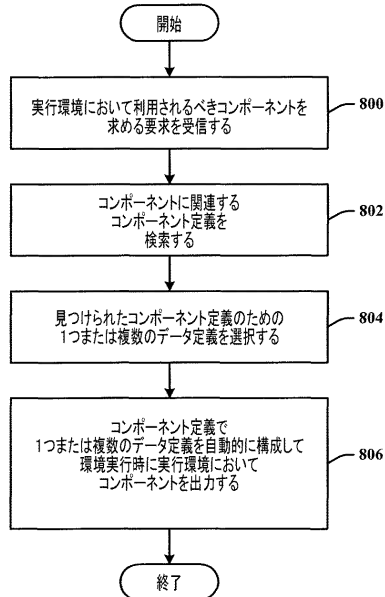 開始
実行環境において利用されるべきコンポーネントを
求める要求を受信する
800
コンポーネントに関連する
コンポーネント定義を
検索する
802
見つけられたコンポーネント定義のための
1つまたは複数のデータ定義を選択する
804
コンポーネント定義で
1つまたは複数のデータ定義を自動的に構成して
環境実行時に実行環境において
コンポーネントを出力する
806
終了